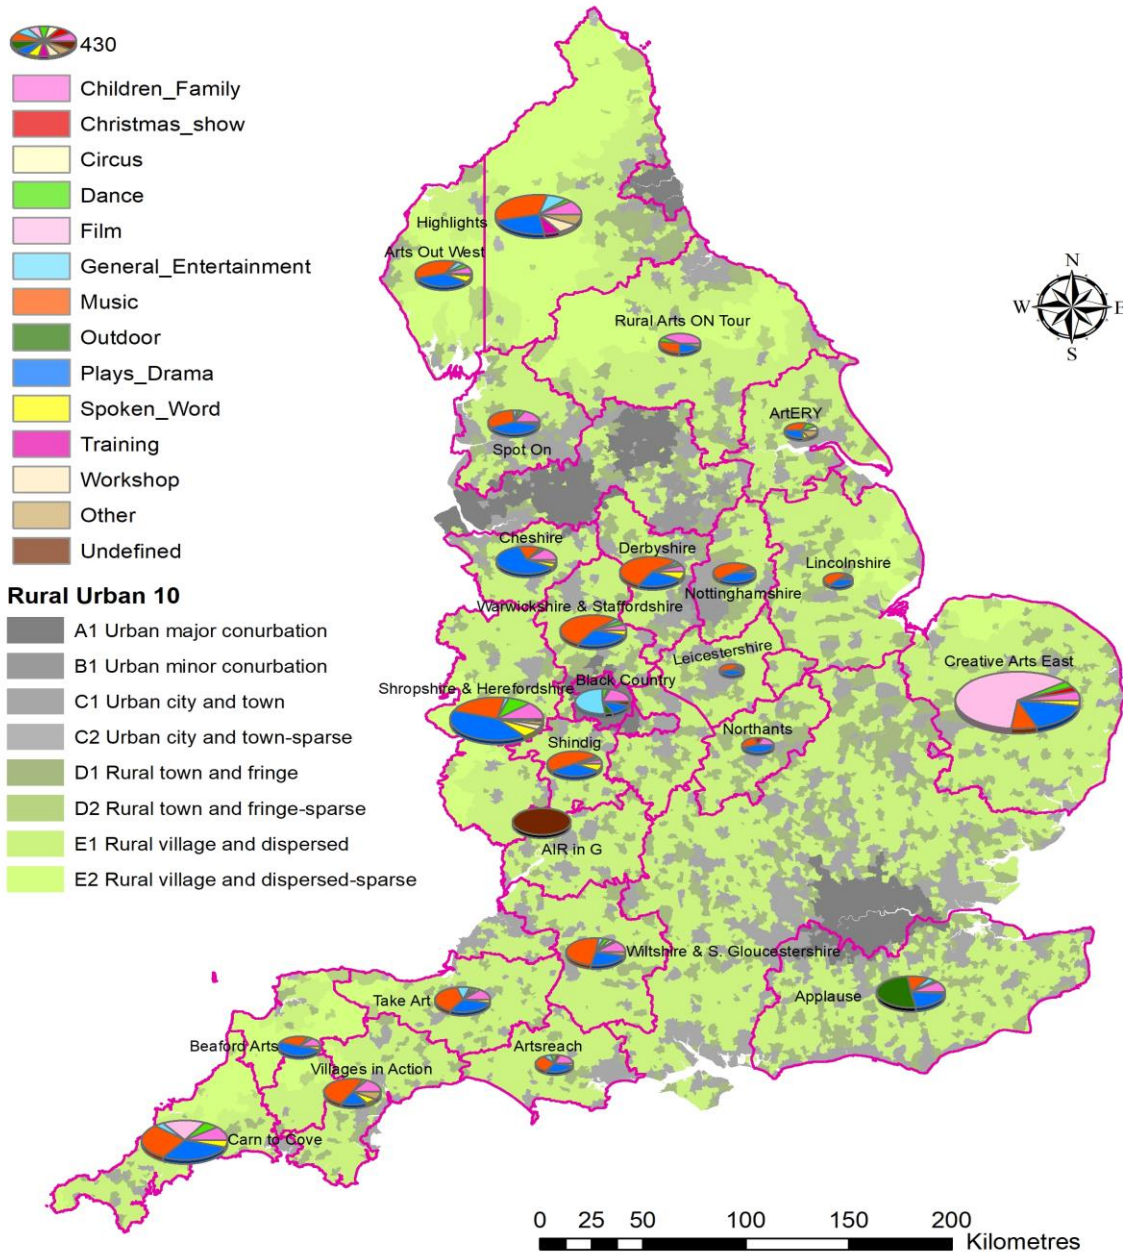 430
Children_Family
Christmas_show
Circus
Dance
Film
General_Entertainment
Music
Outdoor
Plays_Drama
Spoken_Word
Training
Workshop
Other
Undefined
Rural Urban 10
A1 Urban major conurbation
B1 Urban minor conurbation
C1 Urban city and town
C2 Urban city and town-sparse
D1 Rural town and fringe
D2 Rural town and fringe-sparse
E1 Rural village and dispersed
E2 Rural village and dispersed-sparse
Highlights
Arts Out West
N
W E
S
Rural Arts ON Tour
ArtERY
Spot On
Cheshire
Derbyshire
Lincolnshire
Nottinghamshire
Warwickshire & Staffordshire
Leicestershire
Creative Arts East
Black Country
Shropshire & Herefordshire
Northants
Shindig
AIR in G
Wiltshire & S. Gloucestershire
Applause
Take Art
Beaford Arts
Artsreach
Villages in Action
Carn to Cove
0 25 50 100 150 200
Kilometres